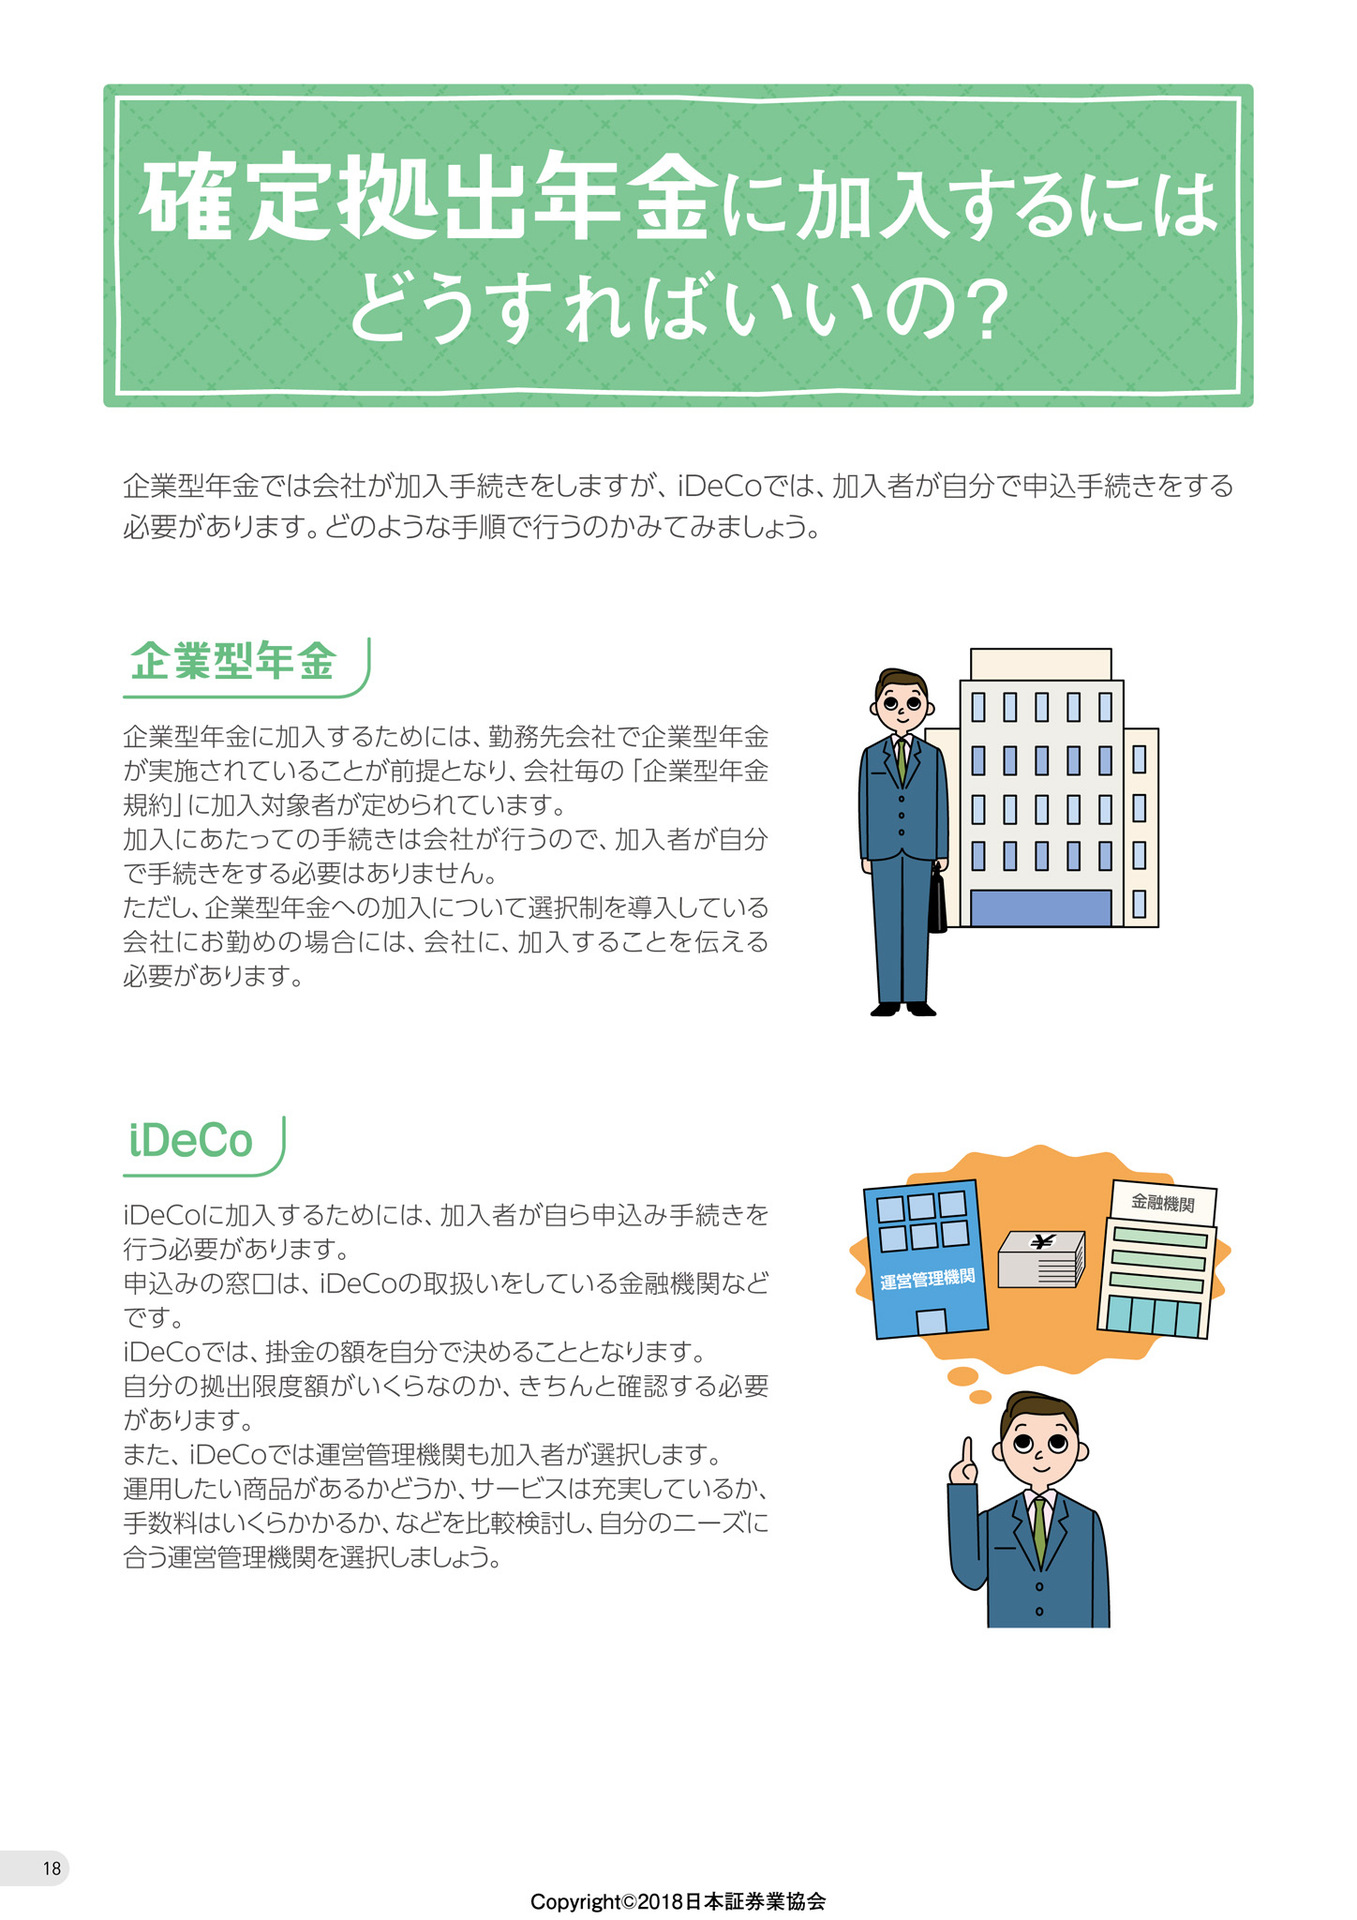 確定拠出年金に加入するには
どうすればいいの？
企業型年金では会社が加入手続きをしますが、iDeCoでは、加入者が自分で申込手続きをする
必要があります。どのような手順で行うのかみてみましょう。
企業型年金
企業型年金に加入するためには、勤務先会社で企業型年金
が実施されていることが前提となり、会社毎の「企業型年金
規約」に加入対象者が定められています。
加入にあたっての手続きは会社が行うので、加入者が自分
で手続きをする必要はありません。
ただし、企業型年金への加入について選択制を導入している
会社にお勤めの場合には、会社に、加入することを伝える
必要があります。
iDeCo
iDeCoに加入するためには、加入者が自ら申込み手続きを
行う必要があります。
申込みの窓口は、iDeCoの取扱いをしている金融機関など
です。
iDeCoでは、掛金の額を自分で決めることとなります。
自分の拠出限度額がいくらなのか、きちんと確認する必要
があります。
また、iDeCoでは運営管理機関も加入者が選択します。
運用したい商品があるかどうか、サービスは充実しているか、
手数料はいくらかかるか、などを比較検討し、自分のニーズに
合う運営管理機関を選択しましょう。
運営管理機関
¥
金融機関
18
Copyright©2018日本証券業協会